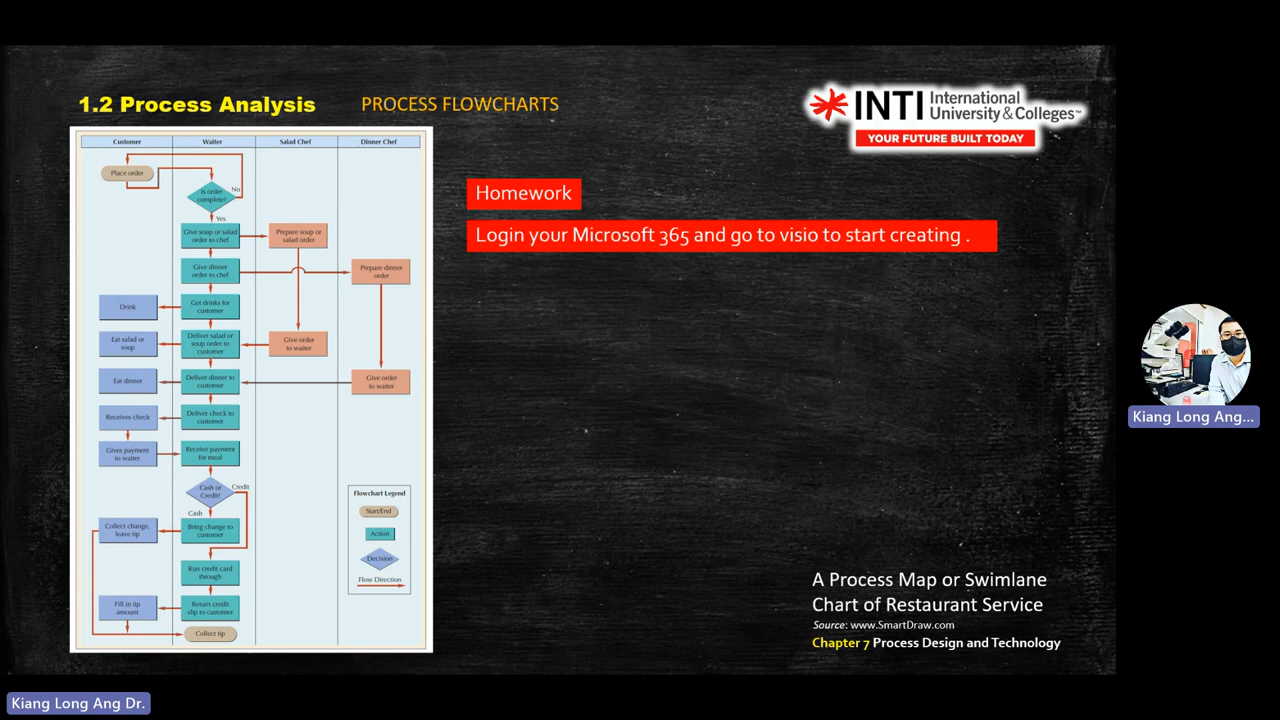 1.2 Process Analysis
PROCESS FLOWCHARTS
INTI International
University & Colleges™
YOUR FUTURE BUILT TODAY
Customer
Waiter
Salad Chef
Dinner Chef
Place order
Is order
complete?
No
Yes
Give soup or salad
order to chef
Prepare soup or
salad order
Give dinner
order to chef
Prepare dinner
order
Drink
Get drinks for
customer
Eat salad or
soup
Deliver salad or
soup order to
customer
Give order
to waiter
Eat dinner
Deliver dinner to
customer
Give order
to waiter
Receives check
Deliver check to
customer
Gives payment
to waiter
Receive payment
for meal
Cash or
Credit?
Credit
Cash
Collect change,
leave tip
Bring change to
customer
Run credit card
through
Fill in tip
amount
Return credit
slip to customer
Collect tip
Flowchart Legend
Start/End
Action
Decision
Flow Direction
Homework
Login your Microsoft 365 and go to visio to start creating .
A Process Map or Swimlane
Chart of Restaurant Service
Source: www.SmartDraw.com
Chapter 7 Process Design and Technology
Kiang Long Ang...
Kiang Long Ang Dr.